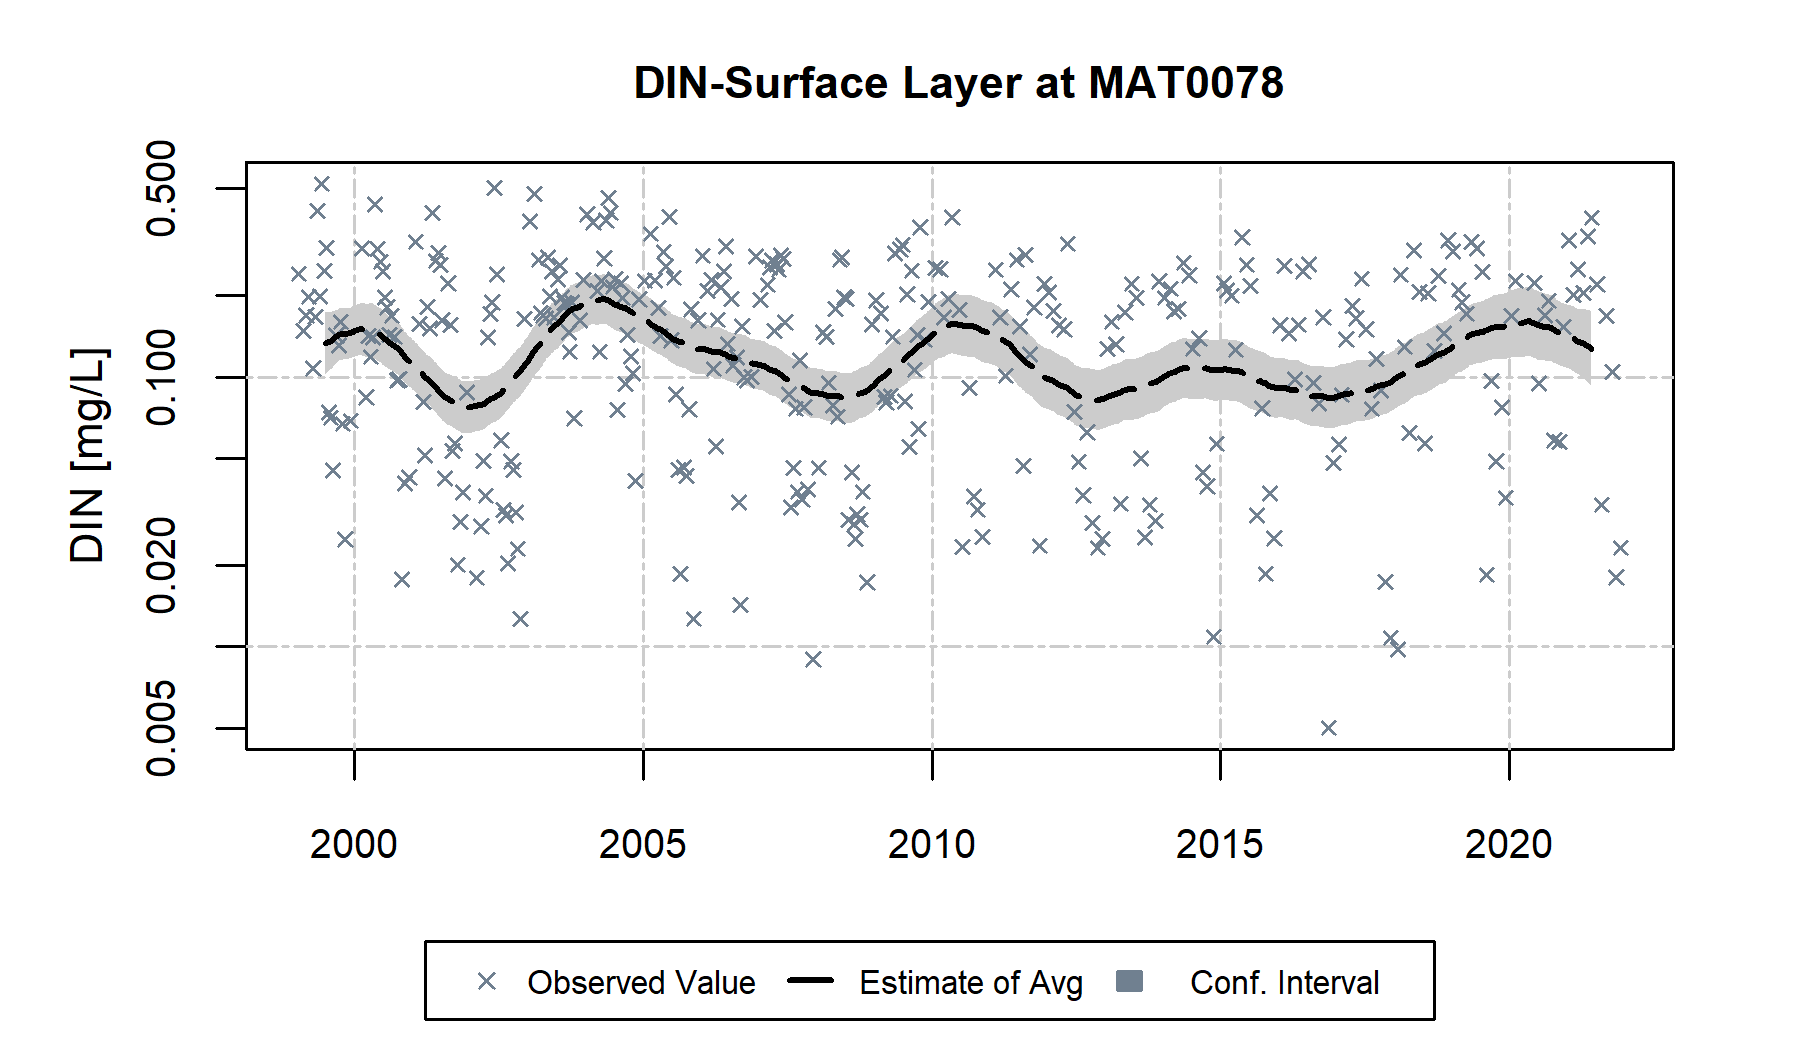 DIN-Surface Layer at MAT0078
DIN [mg/L]
0.500
0.100
0.020
0.005
2000 2005 2010 2015 2020
Observed Value Estimate of Avg Conf. Interval